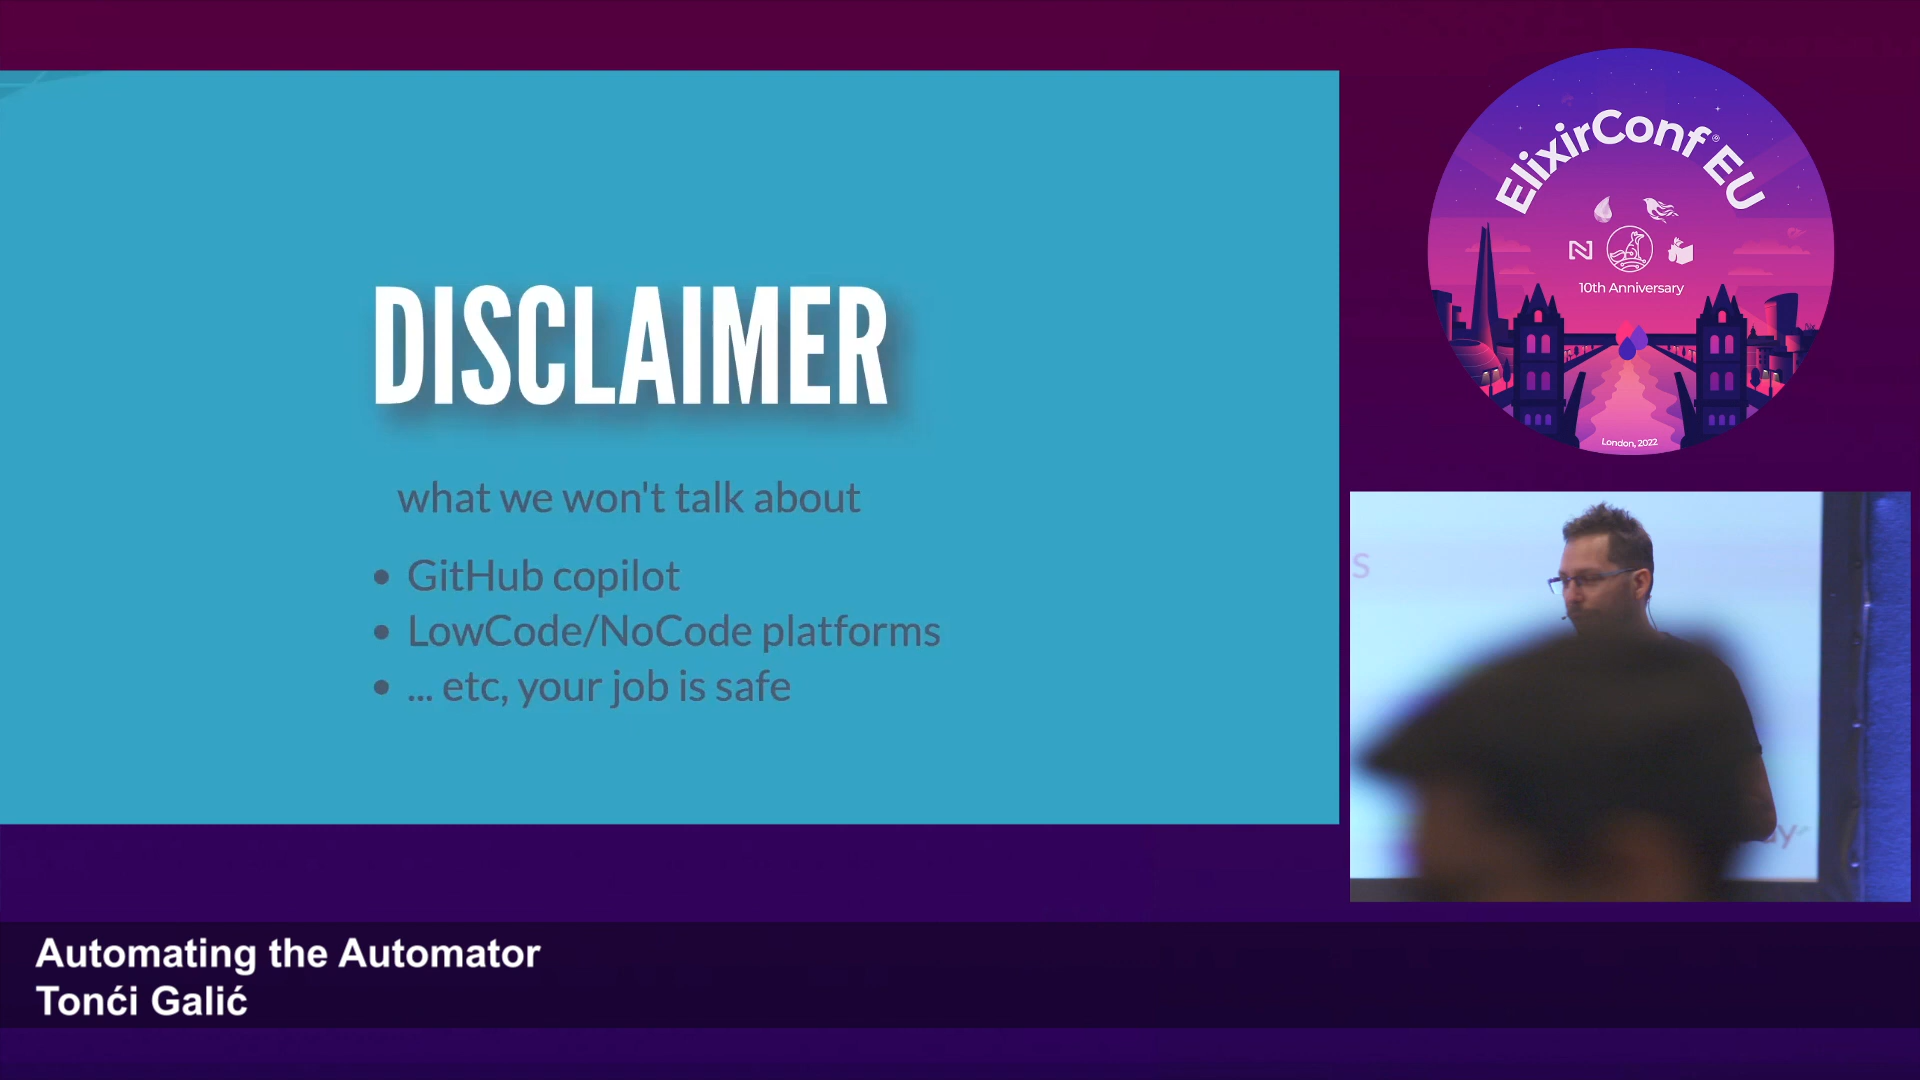 DISCLAIMER
what we won't talk about
• GitHub copilot
• LowCode/NoCode platforms
• ... etc, your job is safe
ElixirConf® EU
10th Anniversary
London, 2022
s
Automating the Automator
Tonći Galić